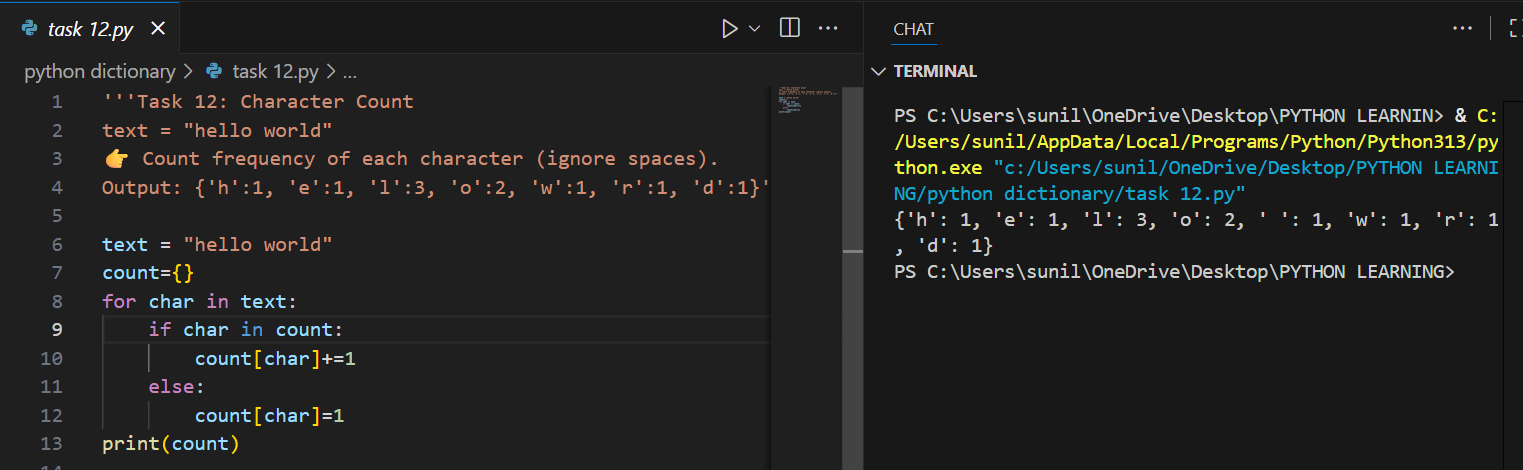 task 12.py
python dictionary > task 12.py > ...
1 '''Task 12: Character Count
2 text = "hello world"
3 👉 Count frequency of each character (ignore spaces).
4 Output: {'h':1, 'e':1, 'l':3, 'o':2, 'w':1, 'r':1, 'd':1}'
5
6 text = "hello world"
7 count={}
8 for char in text:
9     if char in count:
10         count[char]+=1
11     else:
12         count[char]=1
13 print(count)
CHAT
TERMINAL
PS C:\Users\sunil\OneDrive\Desktop\PYTHON LEARNIN> & C:
/Users/sunil/AppData/Local/Programs/Python/Python313/py
thon.exe "c:/Users/sunil/OneDrive/Desktop/PYTHON LEARNI
NG/python dictionary/task 12.py"
{'h': 1, 'e': 1, 'l': 3, 'o': 2, ' ': 1, 'w': 1, 'r': 1
, 'd': 1}
PS C:\Users\sunil\OneDrive\Desktop\PYTHON LEARNING>